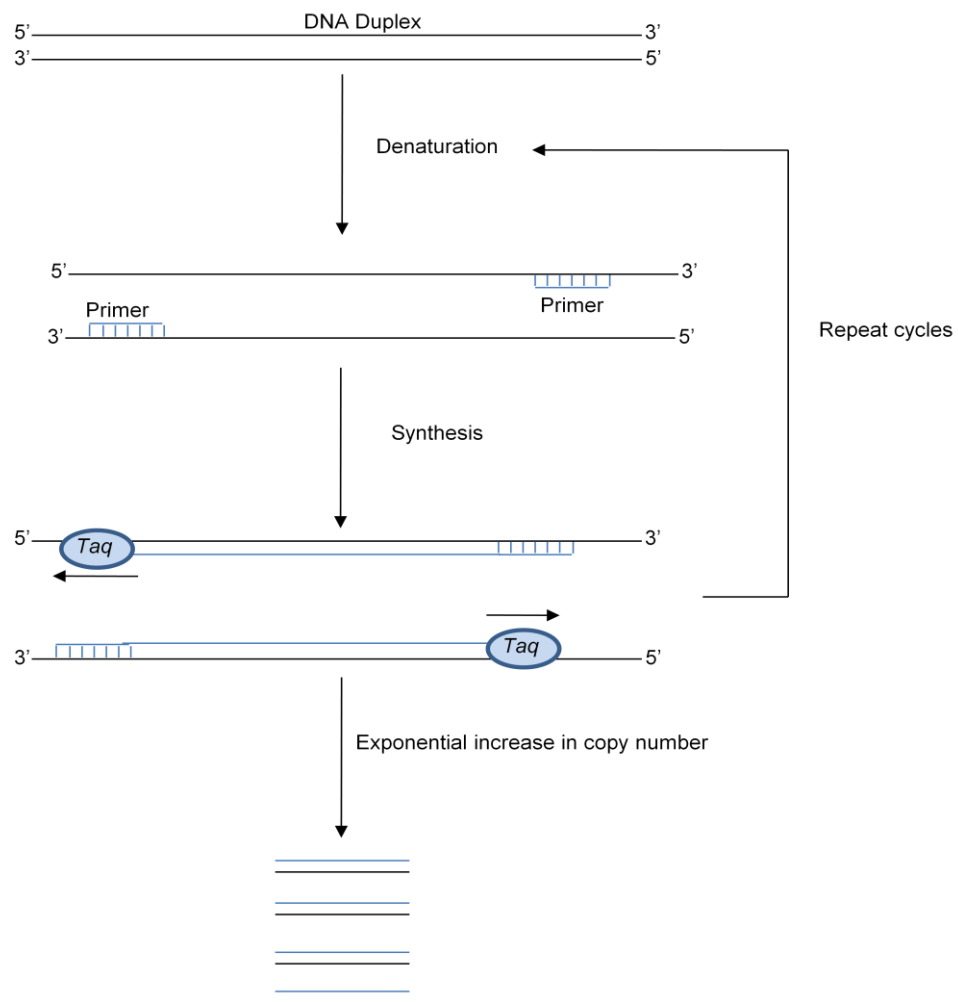 DNA Duplex
5’ 3’
3’ 5’
Denaturation
5’ 3’
Primer Primer
3’ 5’
Repeat cycles
Synthesis
5’ Taq 3’
3’ Taq 5’
Exponential increase in copy number